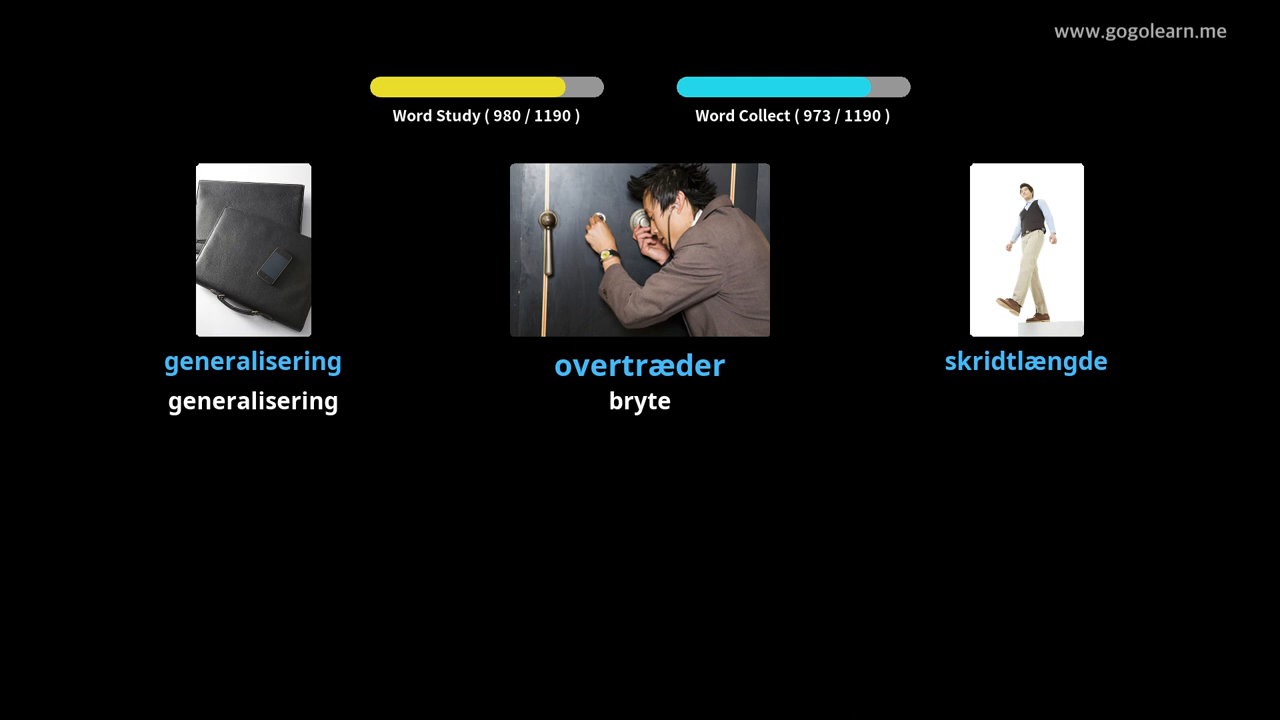 www.gogolearn.me
Word Study ( 980 / 1190 )
Word Collect ( 973 / 1190 )
generalisering
overtræder
skridtlængde
generalisering
bryte